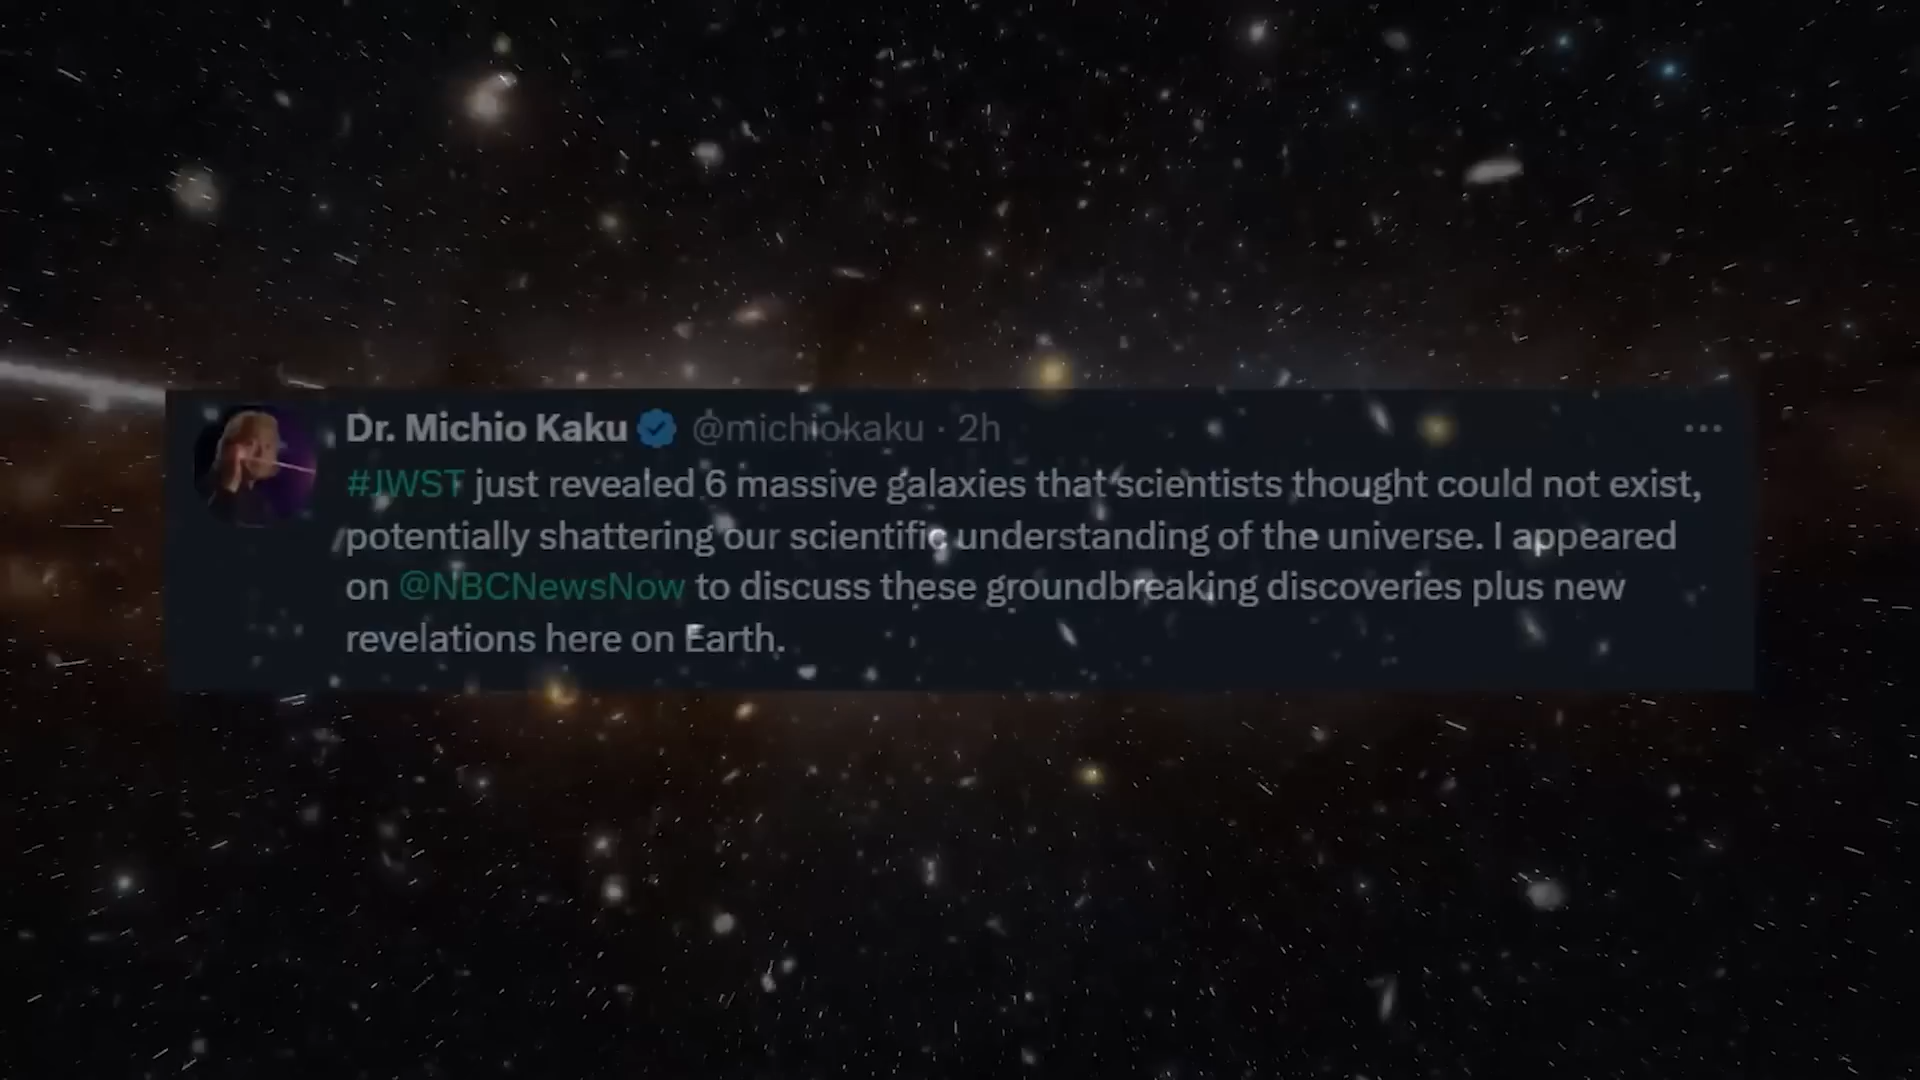 Dr. Michio Kaku @michiokaku · 2h
#JWST just revealed 6 massive galaxies that scientists thought could not exist,
potentially shattering our scientific understanding of the universe. I appeared
on @NBCNewsNow to discuss these groundbreaking discoveries plus new
revelations here on Earth.